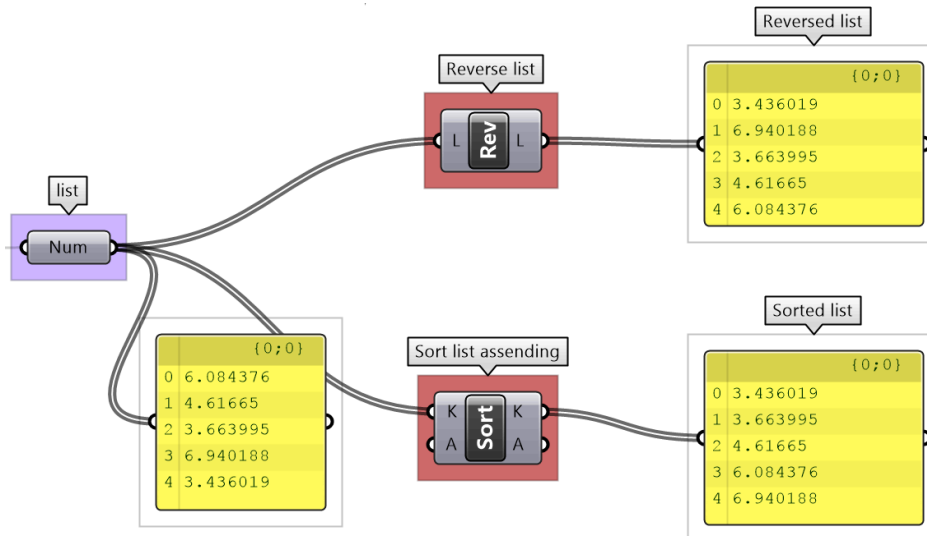 Reversed list
{0;0}
0 3.436019
1 6.940188
2 3.663995
3 4.61665
4 6.084376
Reverse list
L Rev L
list
Num
{0;0}
0 6.084376
1 4.61665
2 3.663995
3 6.940188
4 3.436019
Sort list assending
K Sort K
A A
Sorted list
{0;0}
0 3.436019
1 3.663995
2 4.61665
3 6.084376
4 6.940188